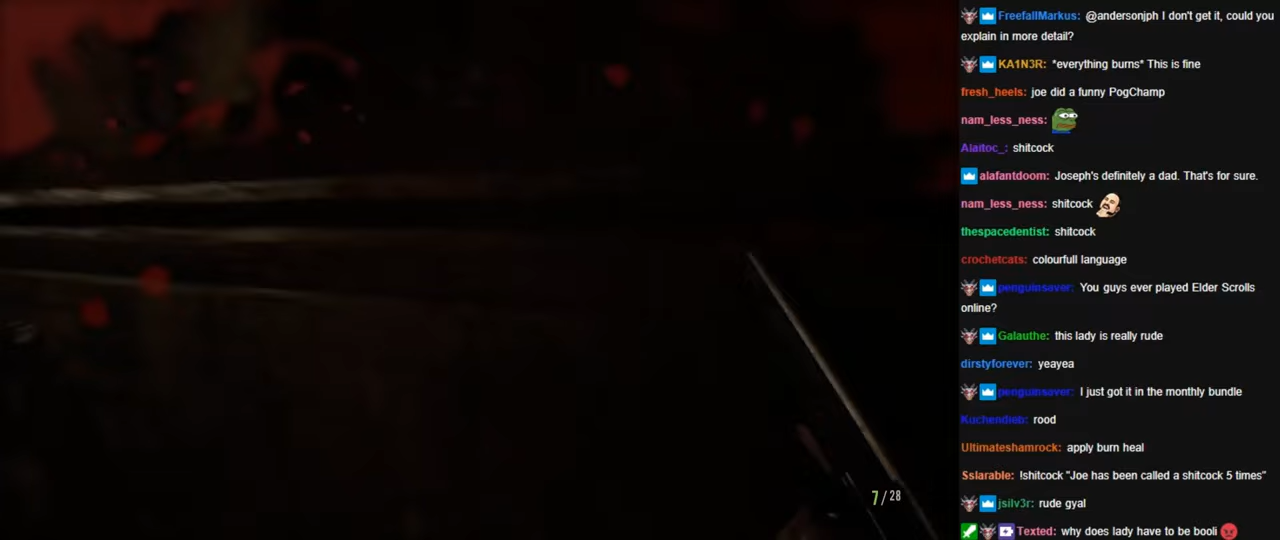 FreefallMarkus: @andersonjph I don't get it, could you
explain in more detail?
KA1N3R: *everything burns* This is fine
fresh_heels: joe did a funny PogChamp
nam_less_ness:
Alaitoc_: shitcock
alafantdoom: Joseph's definitely a dad. That's for sure.
nam_less_ness: shitcock
thespacedentist: shitcock
crochetcats: colourfull language
penguinsaver: You guys ever played Elder Scrolls
online?
Galauthe: this lady is really rude
dirstyforever: yeayea
penguinsaver: I just got it in the monthly bundle
Kuchendieb: rood
Ultimateshamrock: apply burn heal
Sslarable: !shitcock "Joe has been called a shitcock 5 times"
jsilv3r: rude gyal
7/28
Texted: why does lady have to be booli